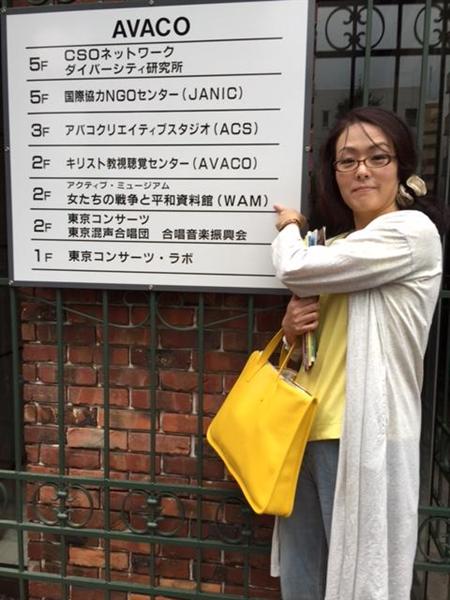 AVACO
5F CSOネットワーク
ダイバーシティ研究所
5F 国際協力NGOセンター(JANIC)
3F アバコクリエイティブスタジオ(ACS)
2F キリスト教視聴覚センター(AVACO)
アクティブ・ミュージアム
2F 女たちの戦争と平和資料館(WAM)
2F 東京コンサーツ
東京混声合唱団 合唱音楽振興会
1F 東京コンサーツ・ラボ